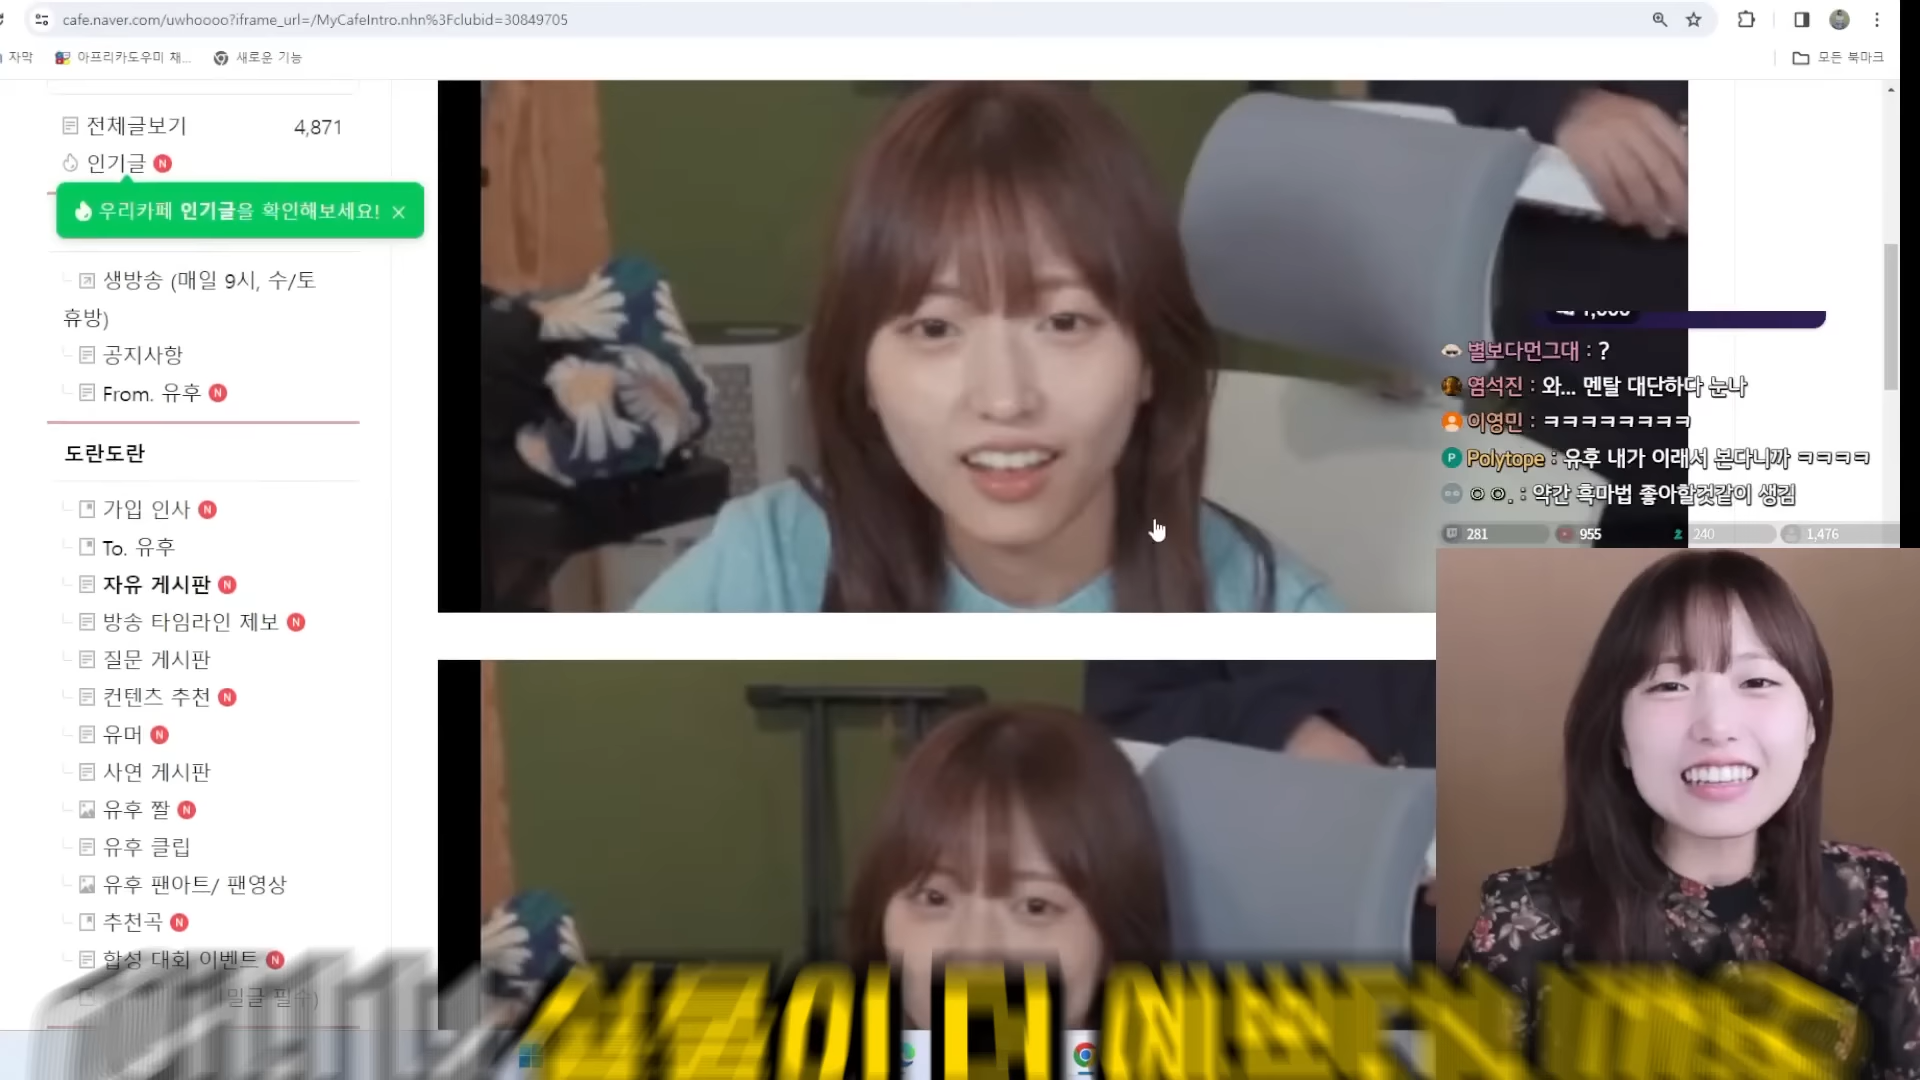 cafe.naver.com/uwhoooo?iframe_url=/MyCafeIntro.nhn%3Fclubid=30849705
자막
아프리카도우미 채...
새로운 기능
모든 북마크
전체글보기 4,871
인기글 N
우리카페 인기글을 확인해보세요!
생방송 (매일 9시, 수/토
휴방)
공지사항
From. 유후 N
도란도란
가입 인사 N
To. 유후
자유 게시판 N
방송 타임라인 제보 N
질문 게시판
컨텐츠 추천 N
유머 N
사연 게시판
유후 짤 N
유후 클립
유후 팬아트/ 팬영상
추천곡 N
합성 대회 이벤트 N
밀글 필수)
별보다먼그대 : ?
염석진 : 와... 멘탈 대단하다 눈나
이영민 : ㅋㅋㅋㅋㅋㅋㅋㅋ
Polytope : 유후 내가 이래서 본다니까 ㅋㅋㅋㅋ
ㅇㅇ. : 약간 흑마법 좋아할것같이 생김
281 955 240 1,476
실물이 더